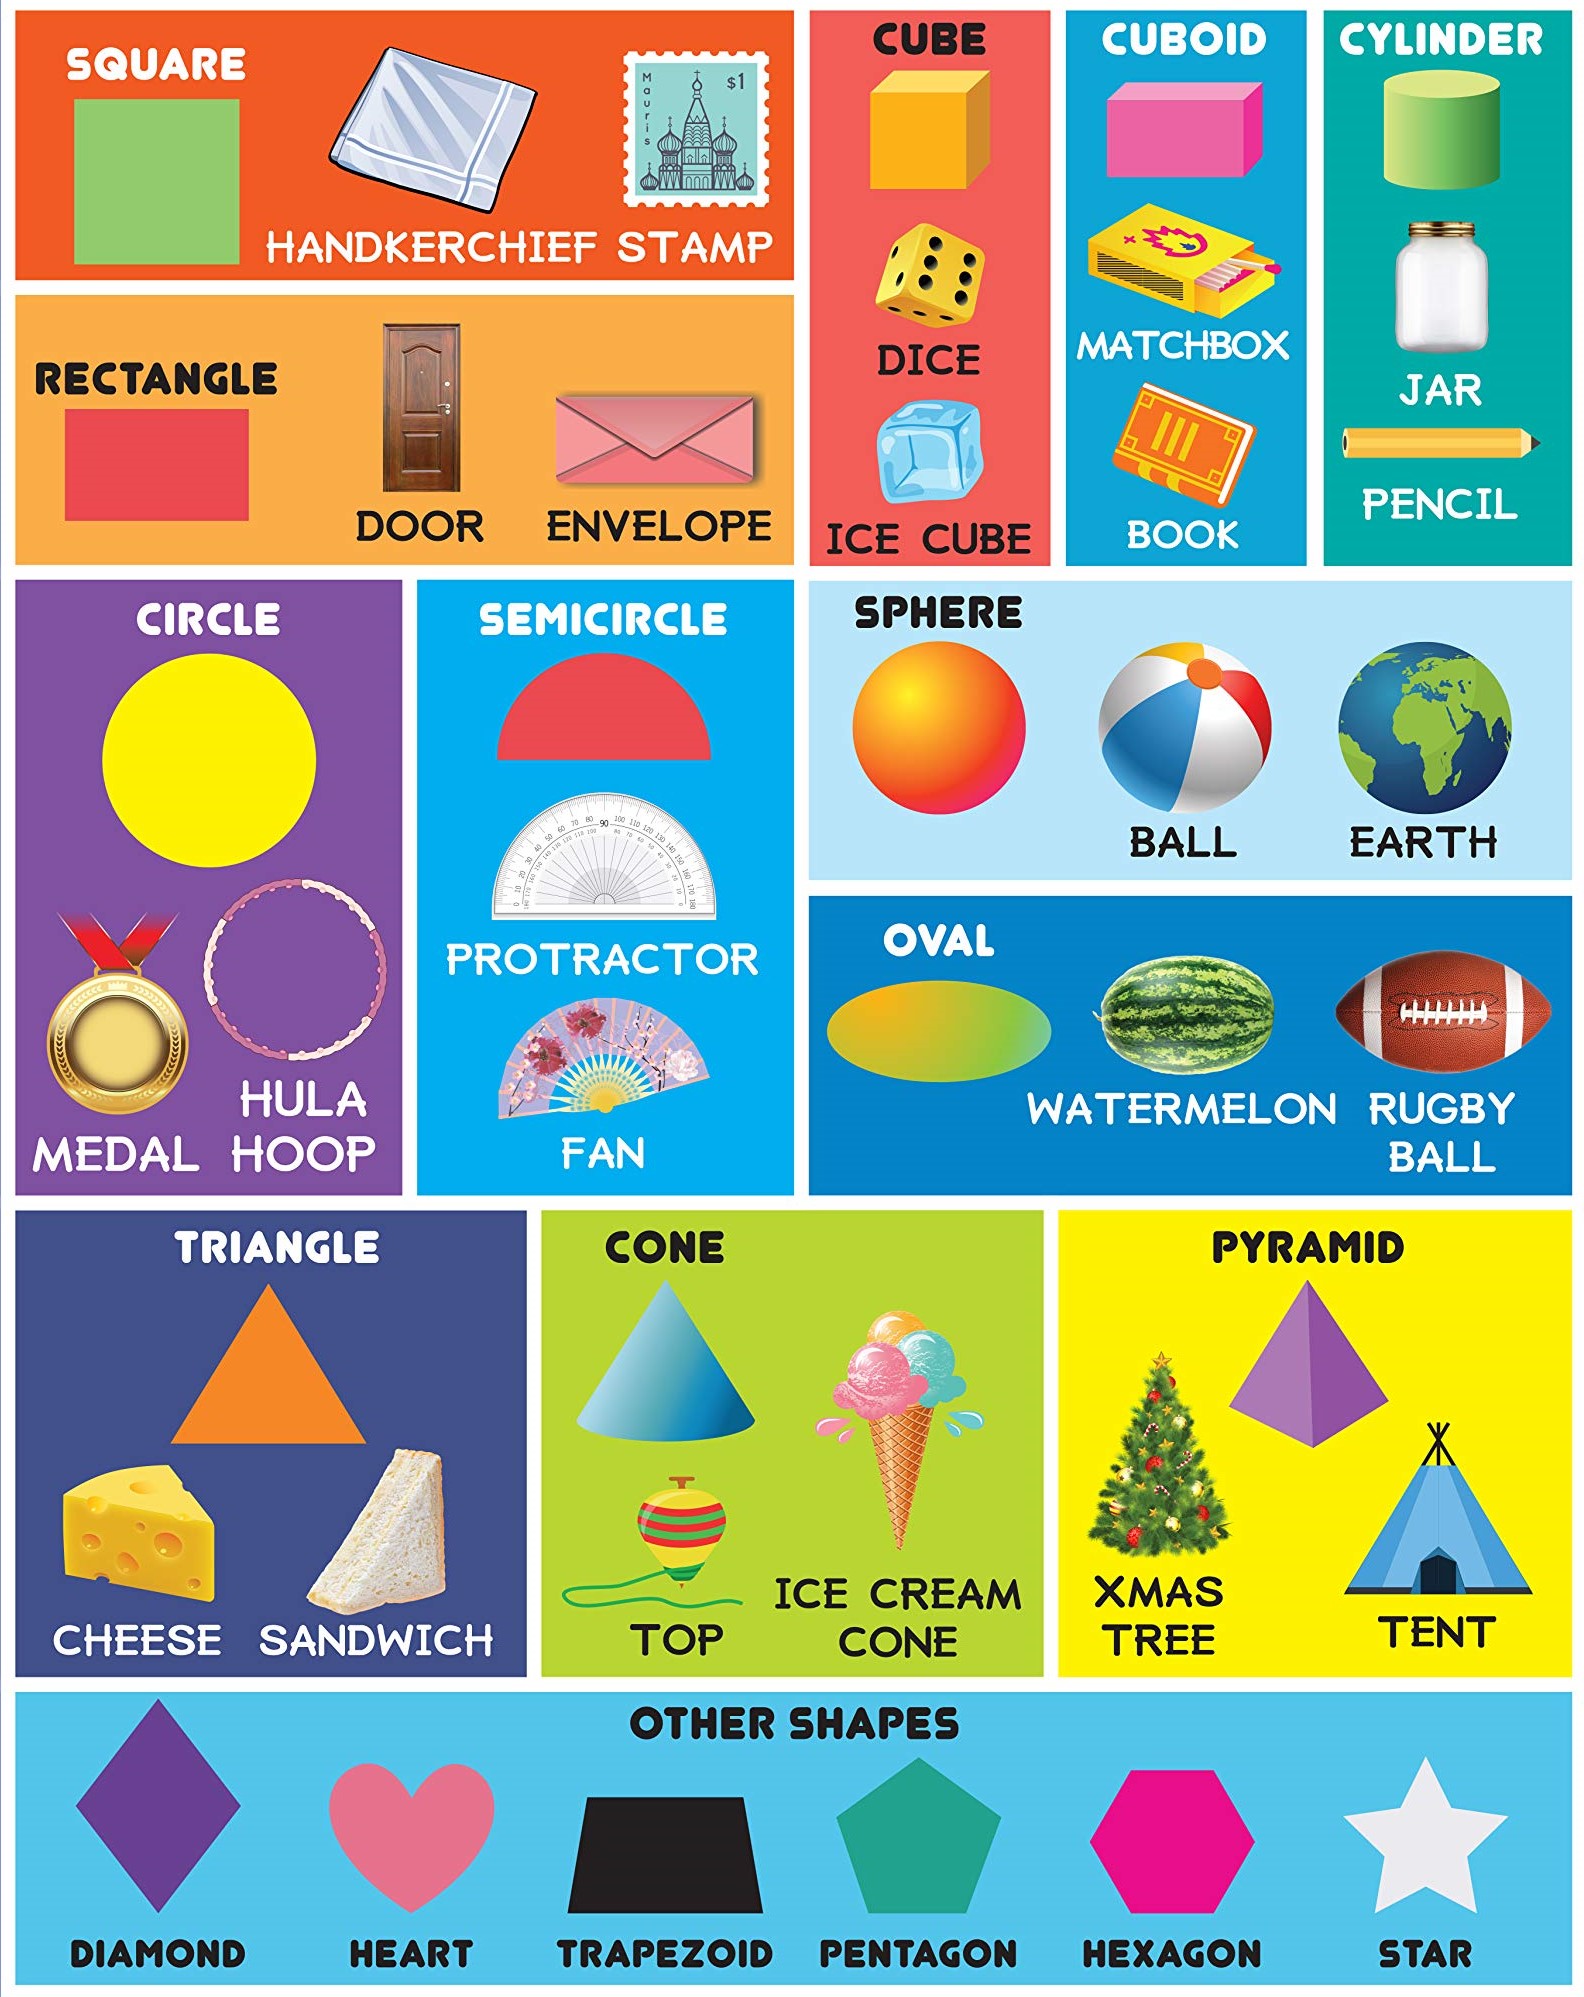 SQUARE
Mauris
$1
HANDKERCHIEF
STAMP
RECTANGLE
DOOR
ENVELOPE
CUBE
DICE
ICE CUBE
CUBOID
MATCHBOX
BOOK
CYLINDER
JAR
PENCIL
CIRCLE
MEDAL
HULA
HOOP
SEMICIRCLE
90
PROTRACTOR
FAN
SPHERE
BALL
EARTH
OVAL
WATERMELON
RUGBY
BALL
TRIANGLE
CHEESE
SANDWICH
CONE
TOP
ICE CREAM
CONE
PYRAMID
XMAS
TREE
TENT
OTHER SHAPES
DIAMOND
HEART
TRAPEZOID
PENTAGON
HEXAGON
STAR